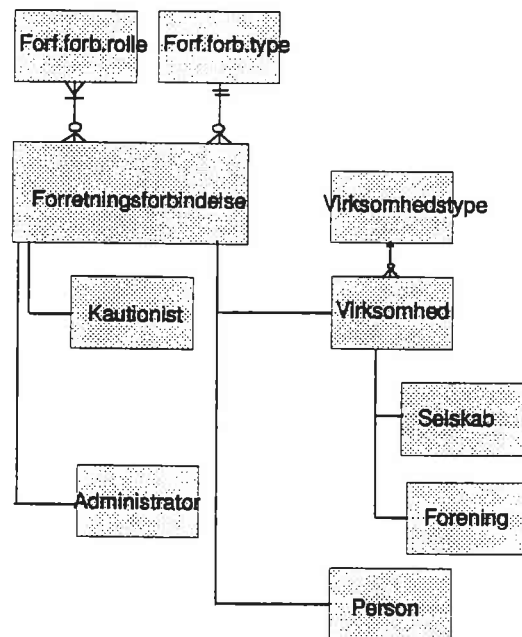 Forf.forb.rolle
Forf.forb.type
Forretningsforbindelse
Virksomhedstype
Kautionist
Virksomhed
Selskab
Administrator
Forening
Person